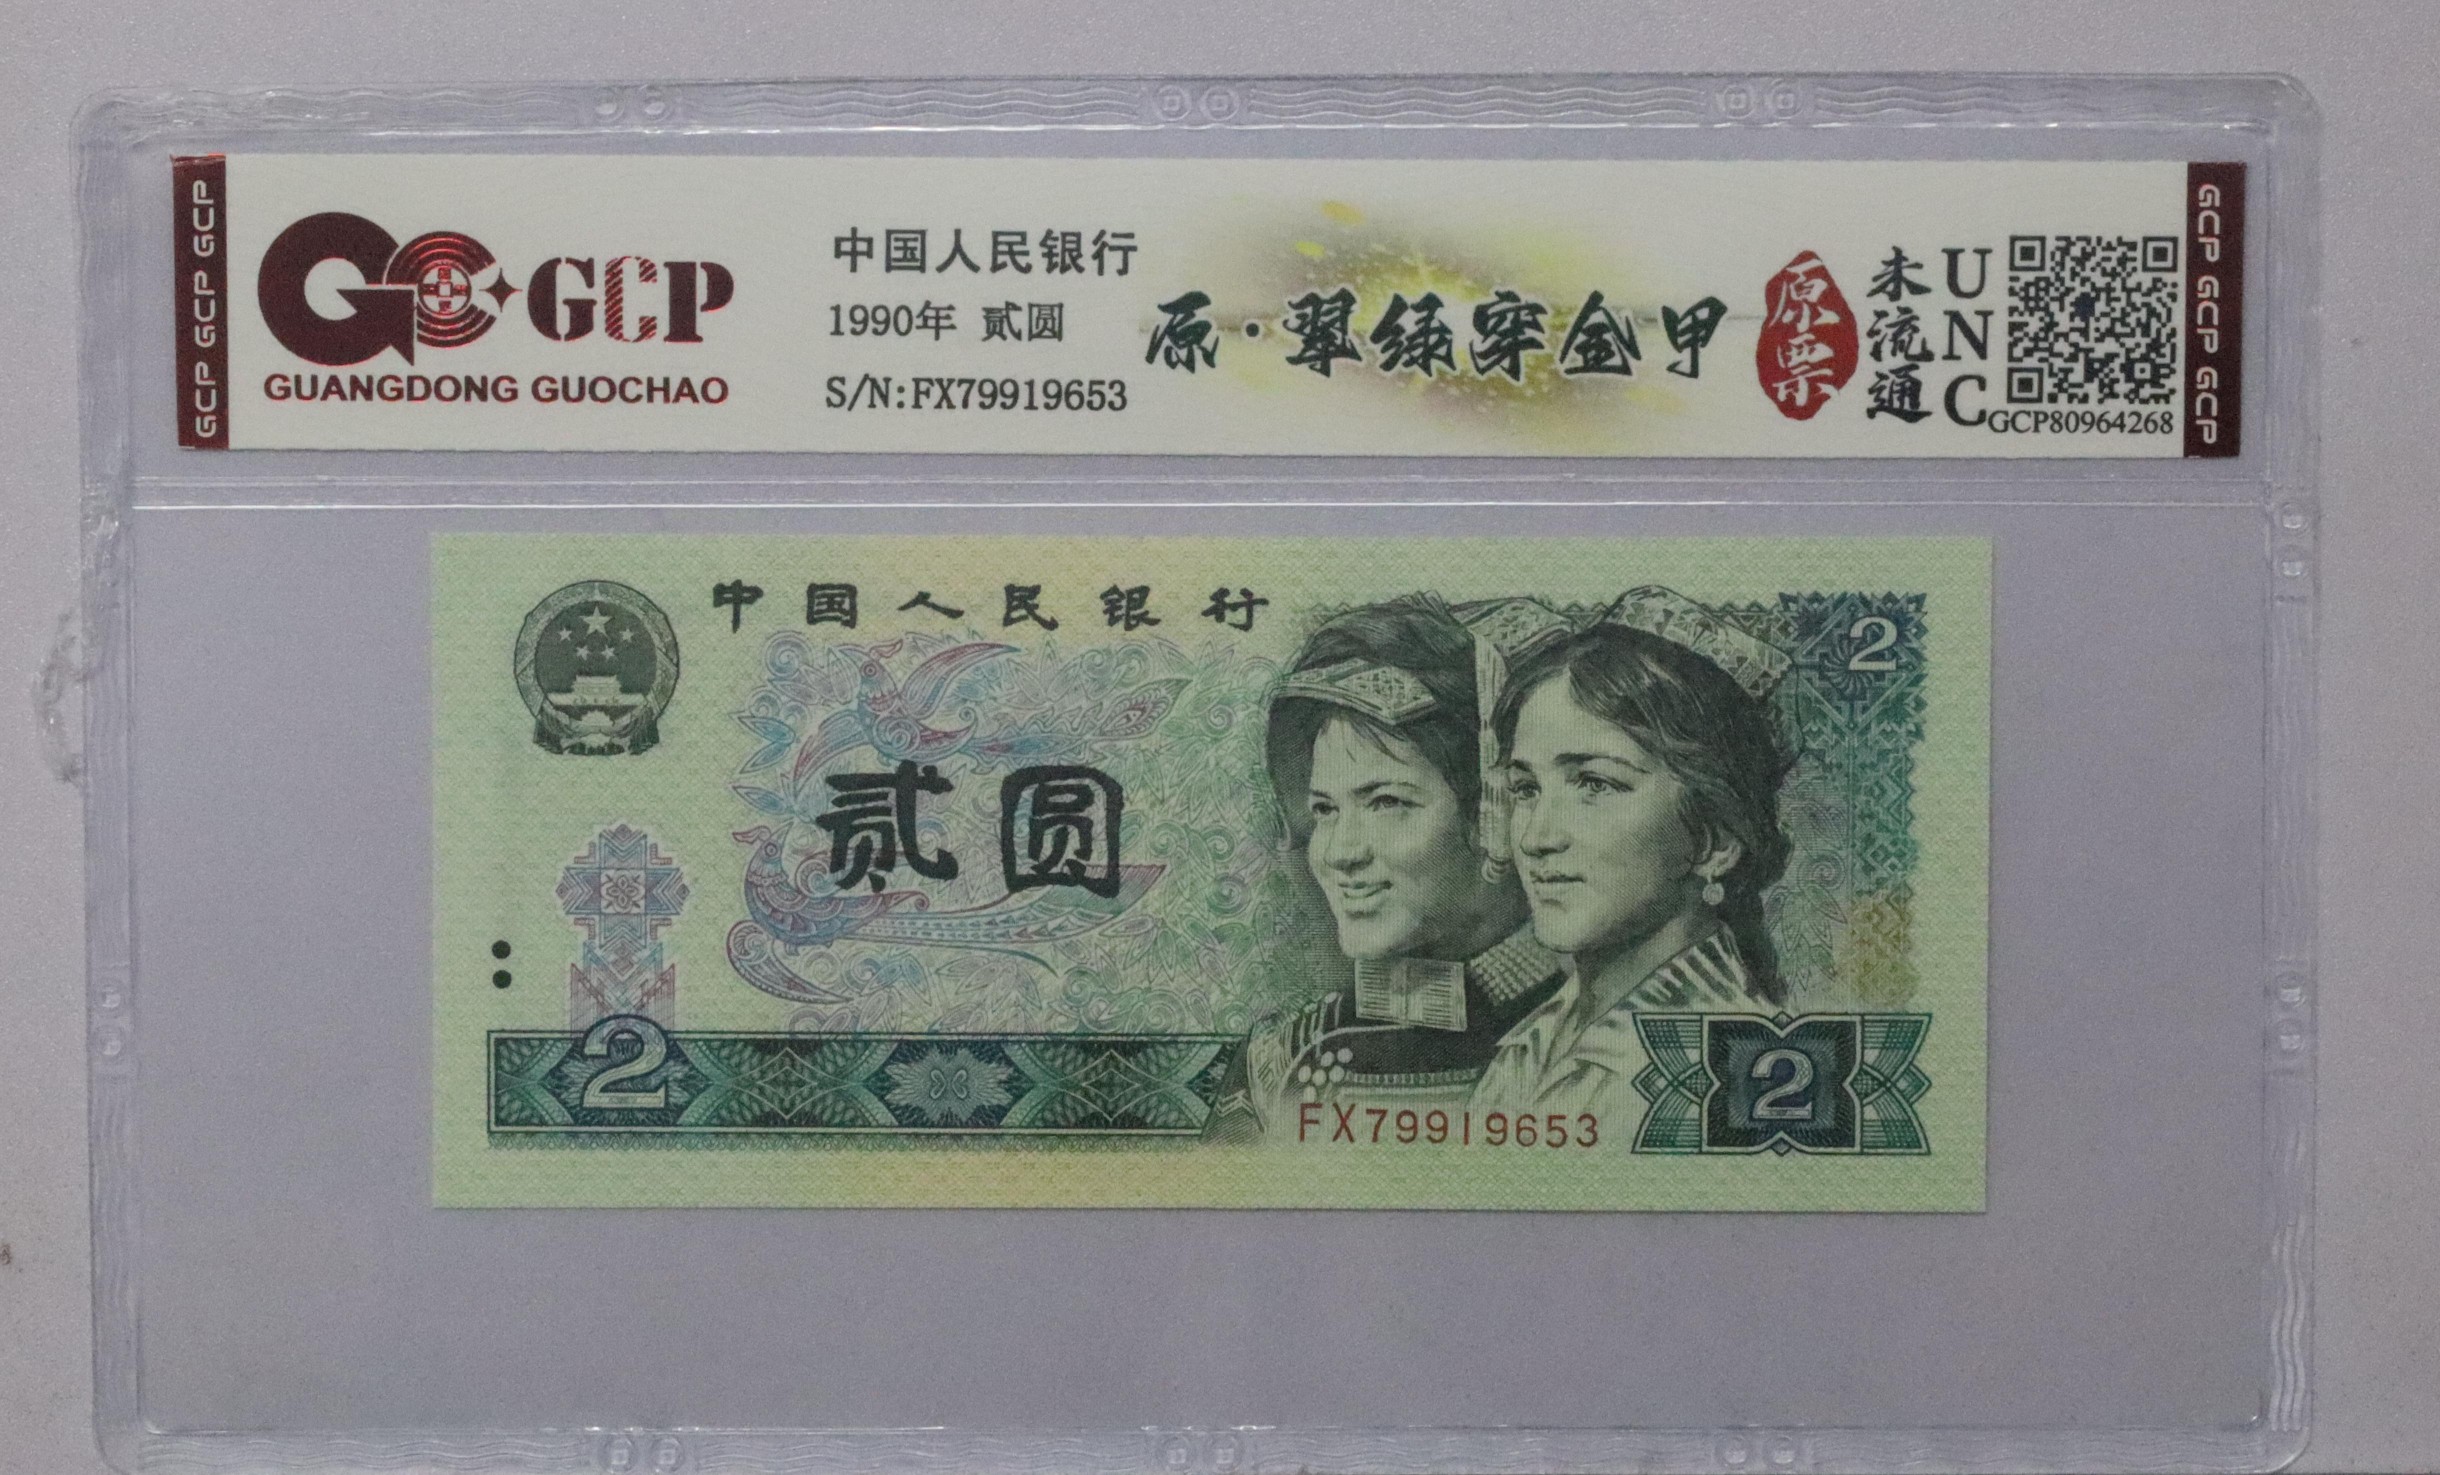 GCP GCP GCP
GCP
GUANGDONG GUOCHAO
中国人民银行
1990年 贰圆
S/N:FX79919653
原·翠绿穿金甲
原票
未流通
UNC
GCP80964268
GCP GCP GCP
中国人民银行
2
贰圆
2
FX79919653
2